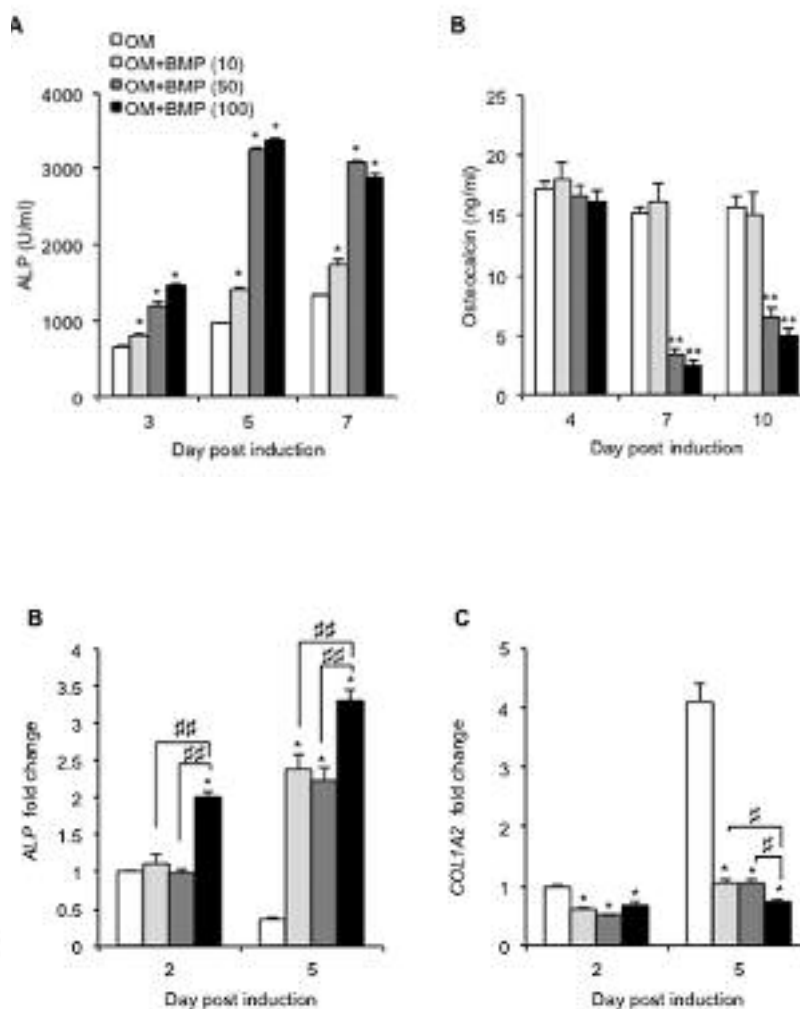 A
OM
OM+BMP (10)
OM+BMP (50)
OM+BMP (100)
4000
3000
2000
1000
0
ALP (U/ml)
* * *
* * *
* * *
3 5 7
Day post induction
B
25
20
15
10
5
0
Osteocalcin (ng/ml)
** **
** **
4 7 10
Day post induction
B
4
3.5
3
2.5
2
1.5
1
0.5
0
ALP fold change
*
* * *
2 5
Day post induction
C
5
4
3
2
1
0
COL1A2 fold change
* * *
* * *
2 5
Day post induction